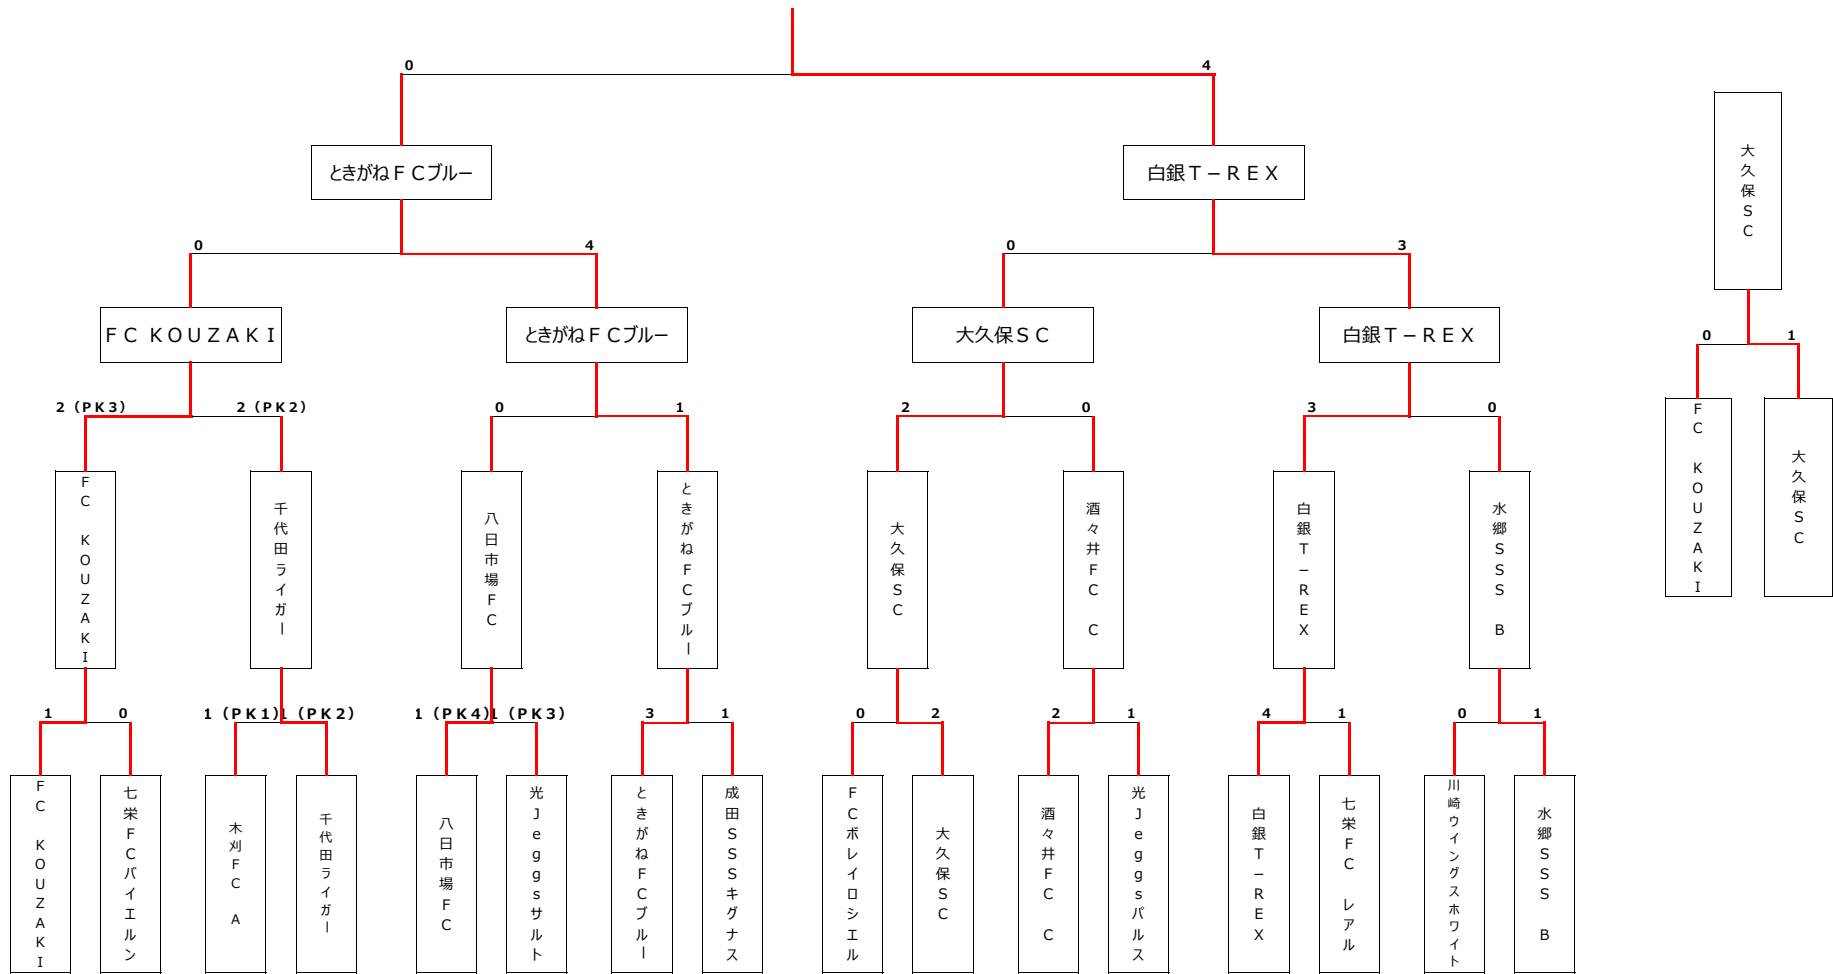 0
4
ときがねＦＣブルー
白銀Ｔ－ＲＥＸ
大久保ＳＣ
0
4
0
3
0
1
ＦＣ ＫＯＵＺＡＫＩ
ときがねＦＣブルー
大久保ＳＣ
白銀Ｔ－ＲＥＸ
2（ＰＫ3）
2（ＰＫ2）
0
1
2
0
3
0
ＦＣ ＫＯＵＺＡＫＩ
大久保ＳＣ
ＦＣ ＫＯＵＺＡＫＩ
千代田ライガー
八日市場ＦＣ
ときがねＦＣブルー
大久保ＳＣ
酒々井ＦＣ Ｃ
白銀Ｔ－ＲＥＸ
水郷ＳＳＳ Ｂ
1
0
1（ＰＫ1）
1（ＰＫ2）
1（ＰＫ4）
1（ＰＫ3）
3
1
0
2
2
1
4
1
0
1
ＦＣ ＫＯＵＺＡＫＩ
七栄ＦＣバイエルン
木刈ＦＣ Ａ
千代田ライガー
八日市場ＦＣ
光Ｊｅｇｇｓサルト
ときがねＦＣブルー
成田ＳＳＳキグナス
ＦＣボレイロシエル
大久保ＳＣ
酒々井ＦＣ Ｃ
光Ｊｅｇｇｓパルス
白銀Ｔ－ＲＥＸ
七栄ＦＣ レアル
川崎ウイングスホワイト
水郷ＳＳＳ Ｂ